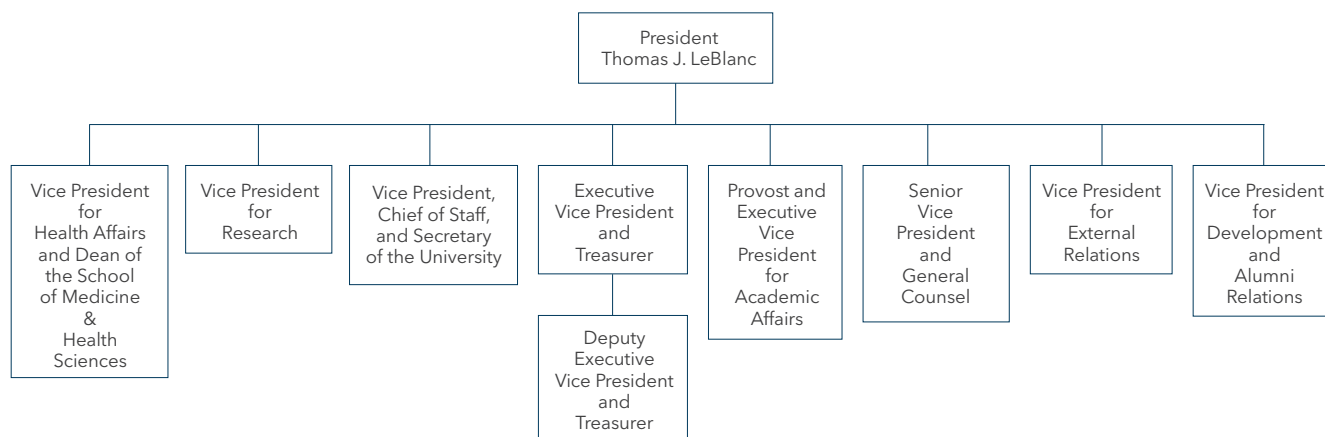 President
Thomas J. LeBlanc
Vice President
for
Health Affairs
and Dean of
the School
of Medicine
&
Health
Sciences
Vice President
for
Research
Vice President,
Chief of Staff,
and Secretary
of the University
Executive
Vice President
and
Treasurer
Provost and
Executive
Vice
President
for
Academic
Affairs
Senior
Vice
President
and
General
Counsel
Vice President
for
External
Relations
Vice President
for
Development
and
Alumni
Relations
Deputy
Executive
Vice President
and
Treasurer